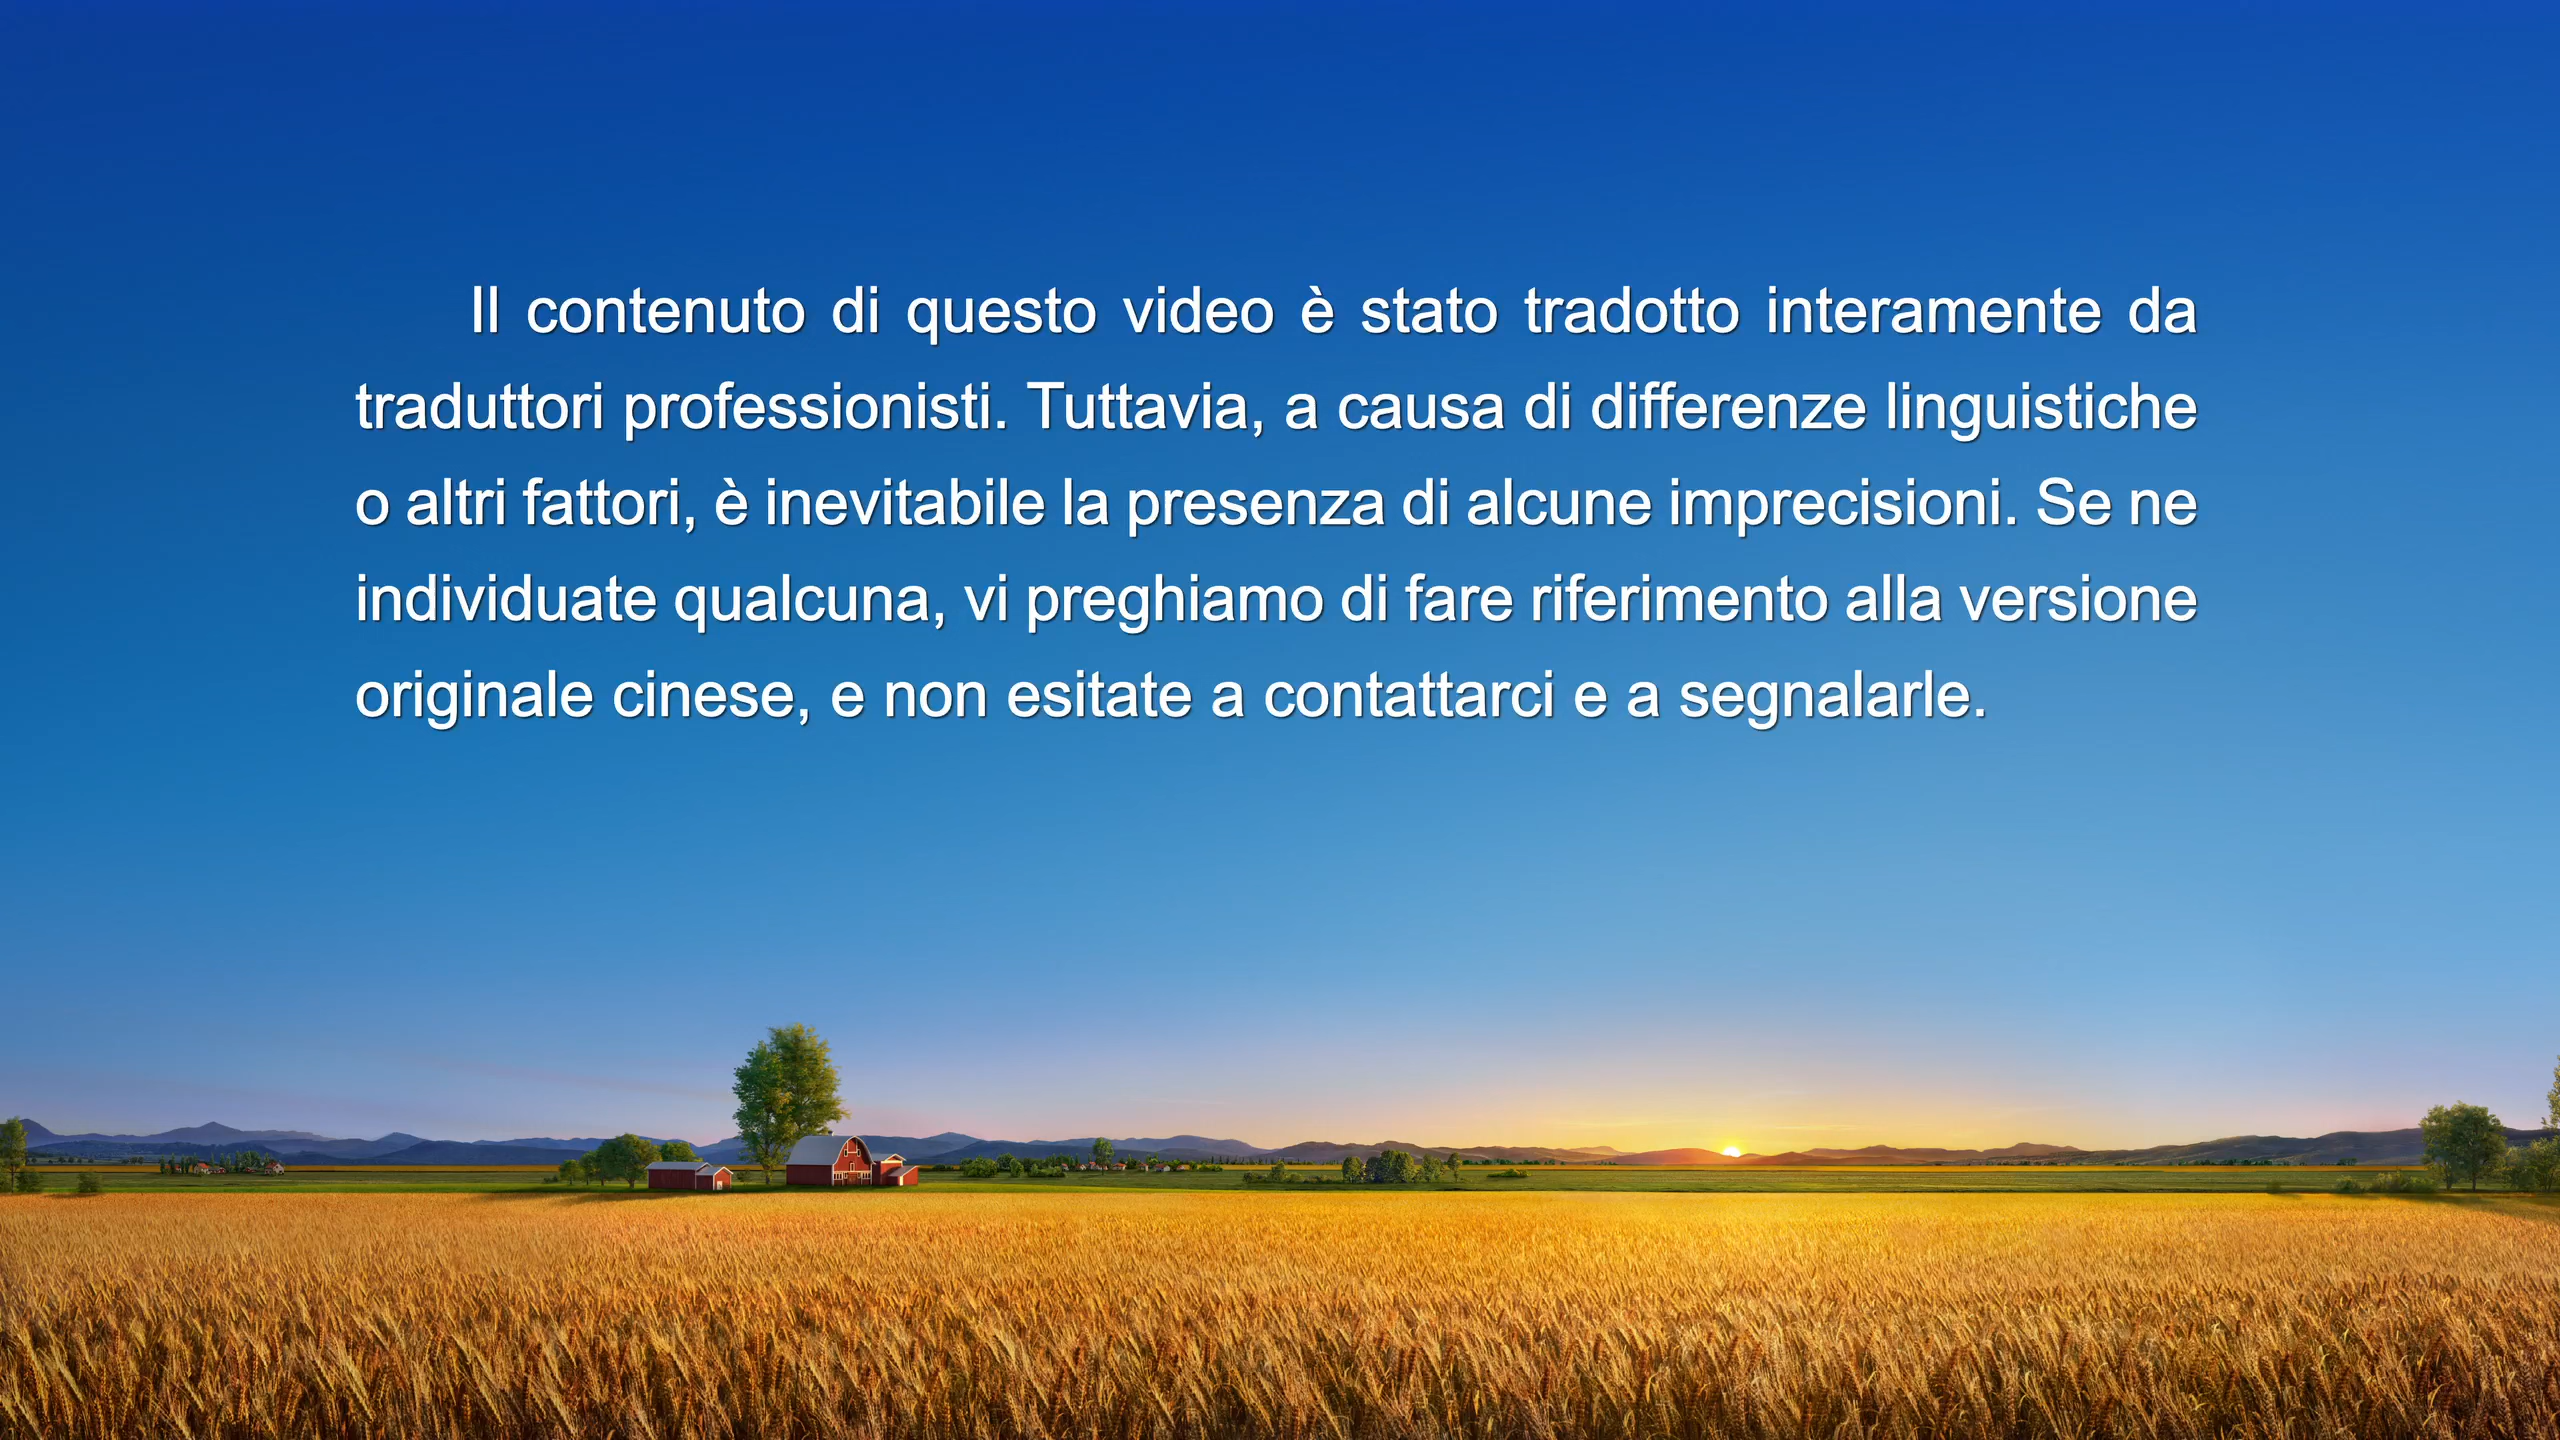 Il contenuto di questo video è stato tradotto interamente da
traduttori professionisti. Tuttavia, a causa di differenze linguistiche
o altri fattori, è inevitabile la presenza di alcune imprecisioni. Se ne
individuate qualcuna, vi preghiamo di fare riferimento alla versione
originale cinese, e non esitate a contattarci e a segnalarle.